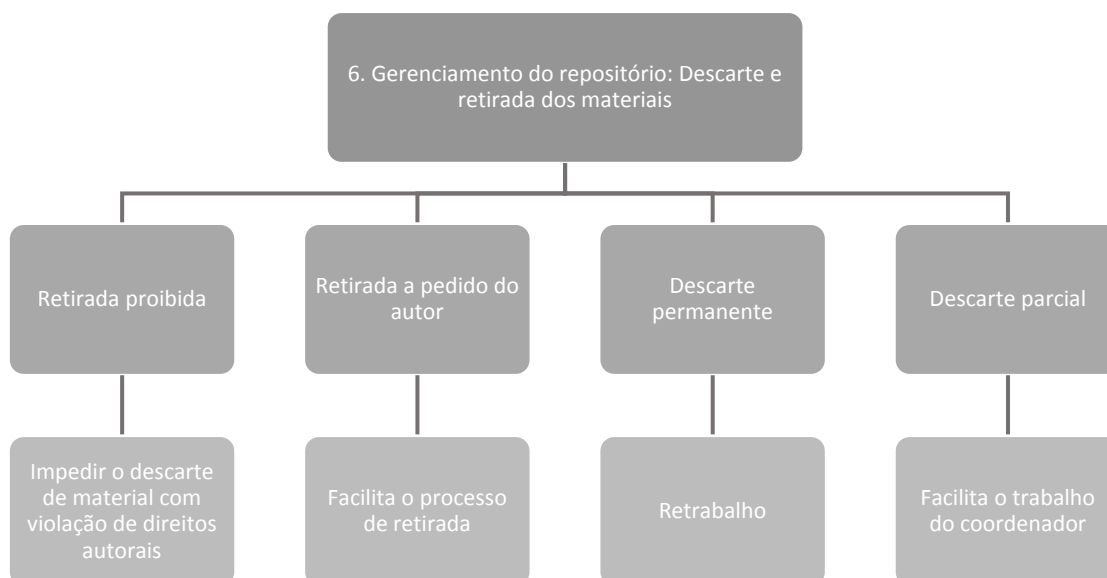 6. Gerenciamento do repositório: Descarte e
retirada dos materiais
Retirada proibida
Retirada a pedido do
autor
Descarte
permanente
Descarte parcial
Impedir o descarte
de material com
violação de direitos
autorais
Facilita o processo
de retirada
Retrabalho
Facilita o trabalho
do coordenador